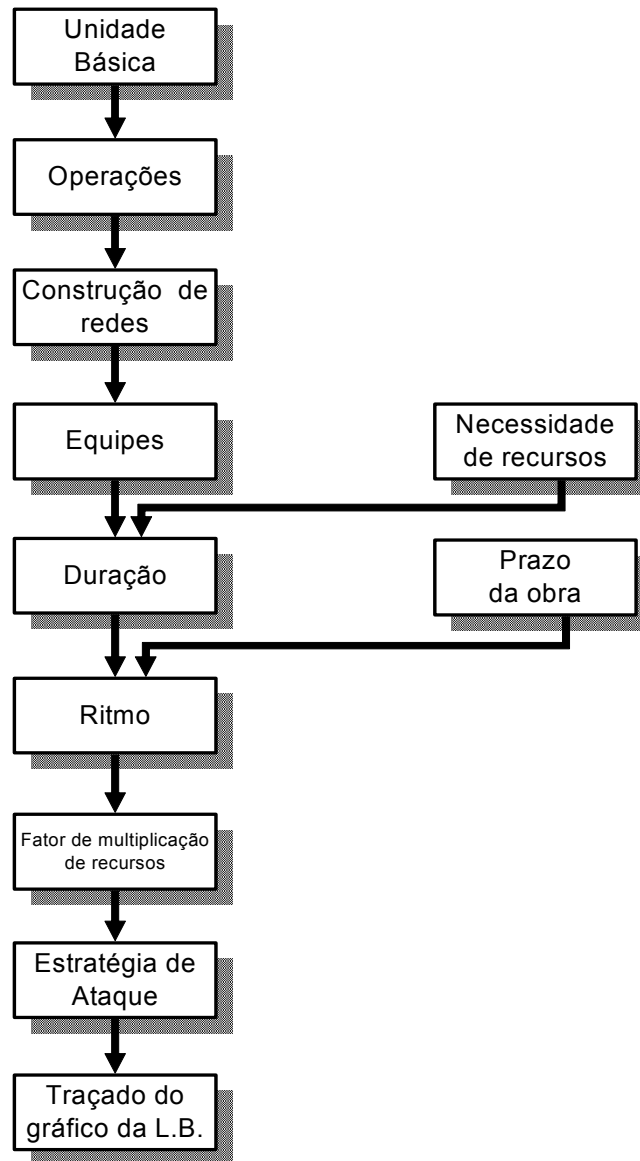 Unidade
Básica
Operações
Construção de
redes
Equipes
Necessidade
de recursos
Duração
Prazo
da obra
Ritmo
Fator de multiplicação
de recursos
Estratégia de
Ataque
Traçado do
gráfico da L.B.